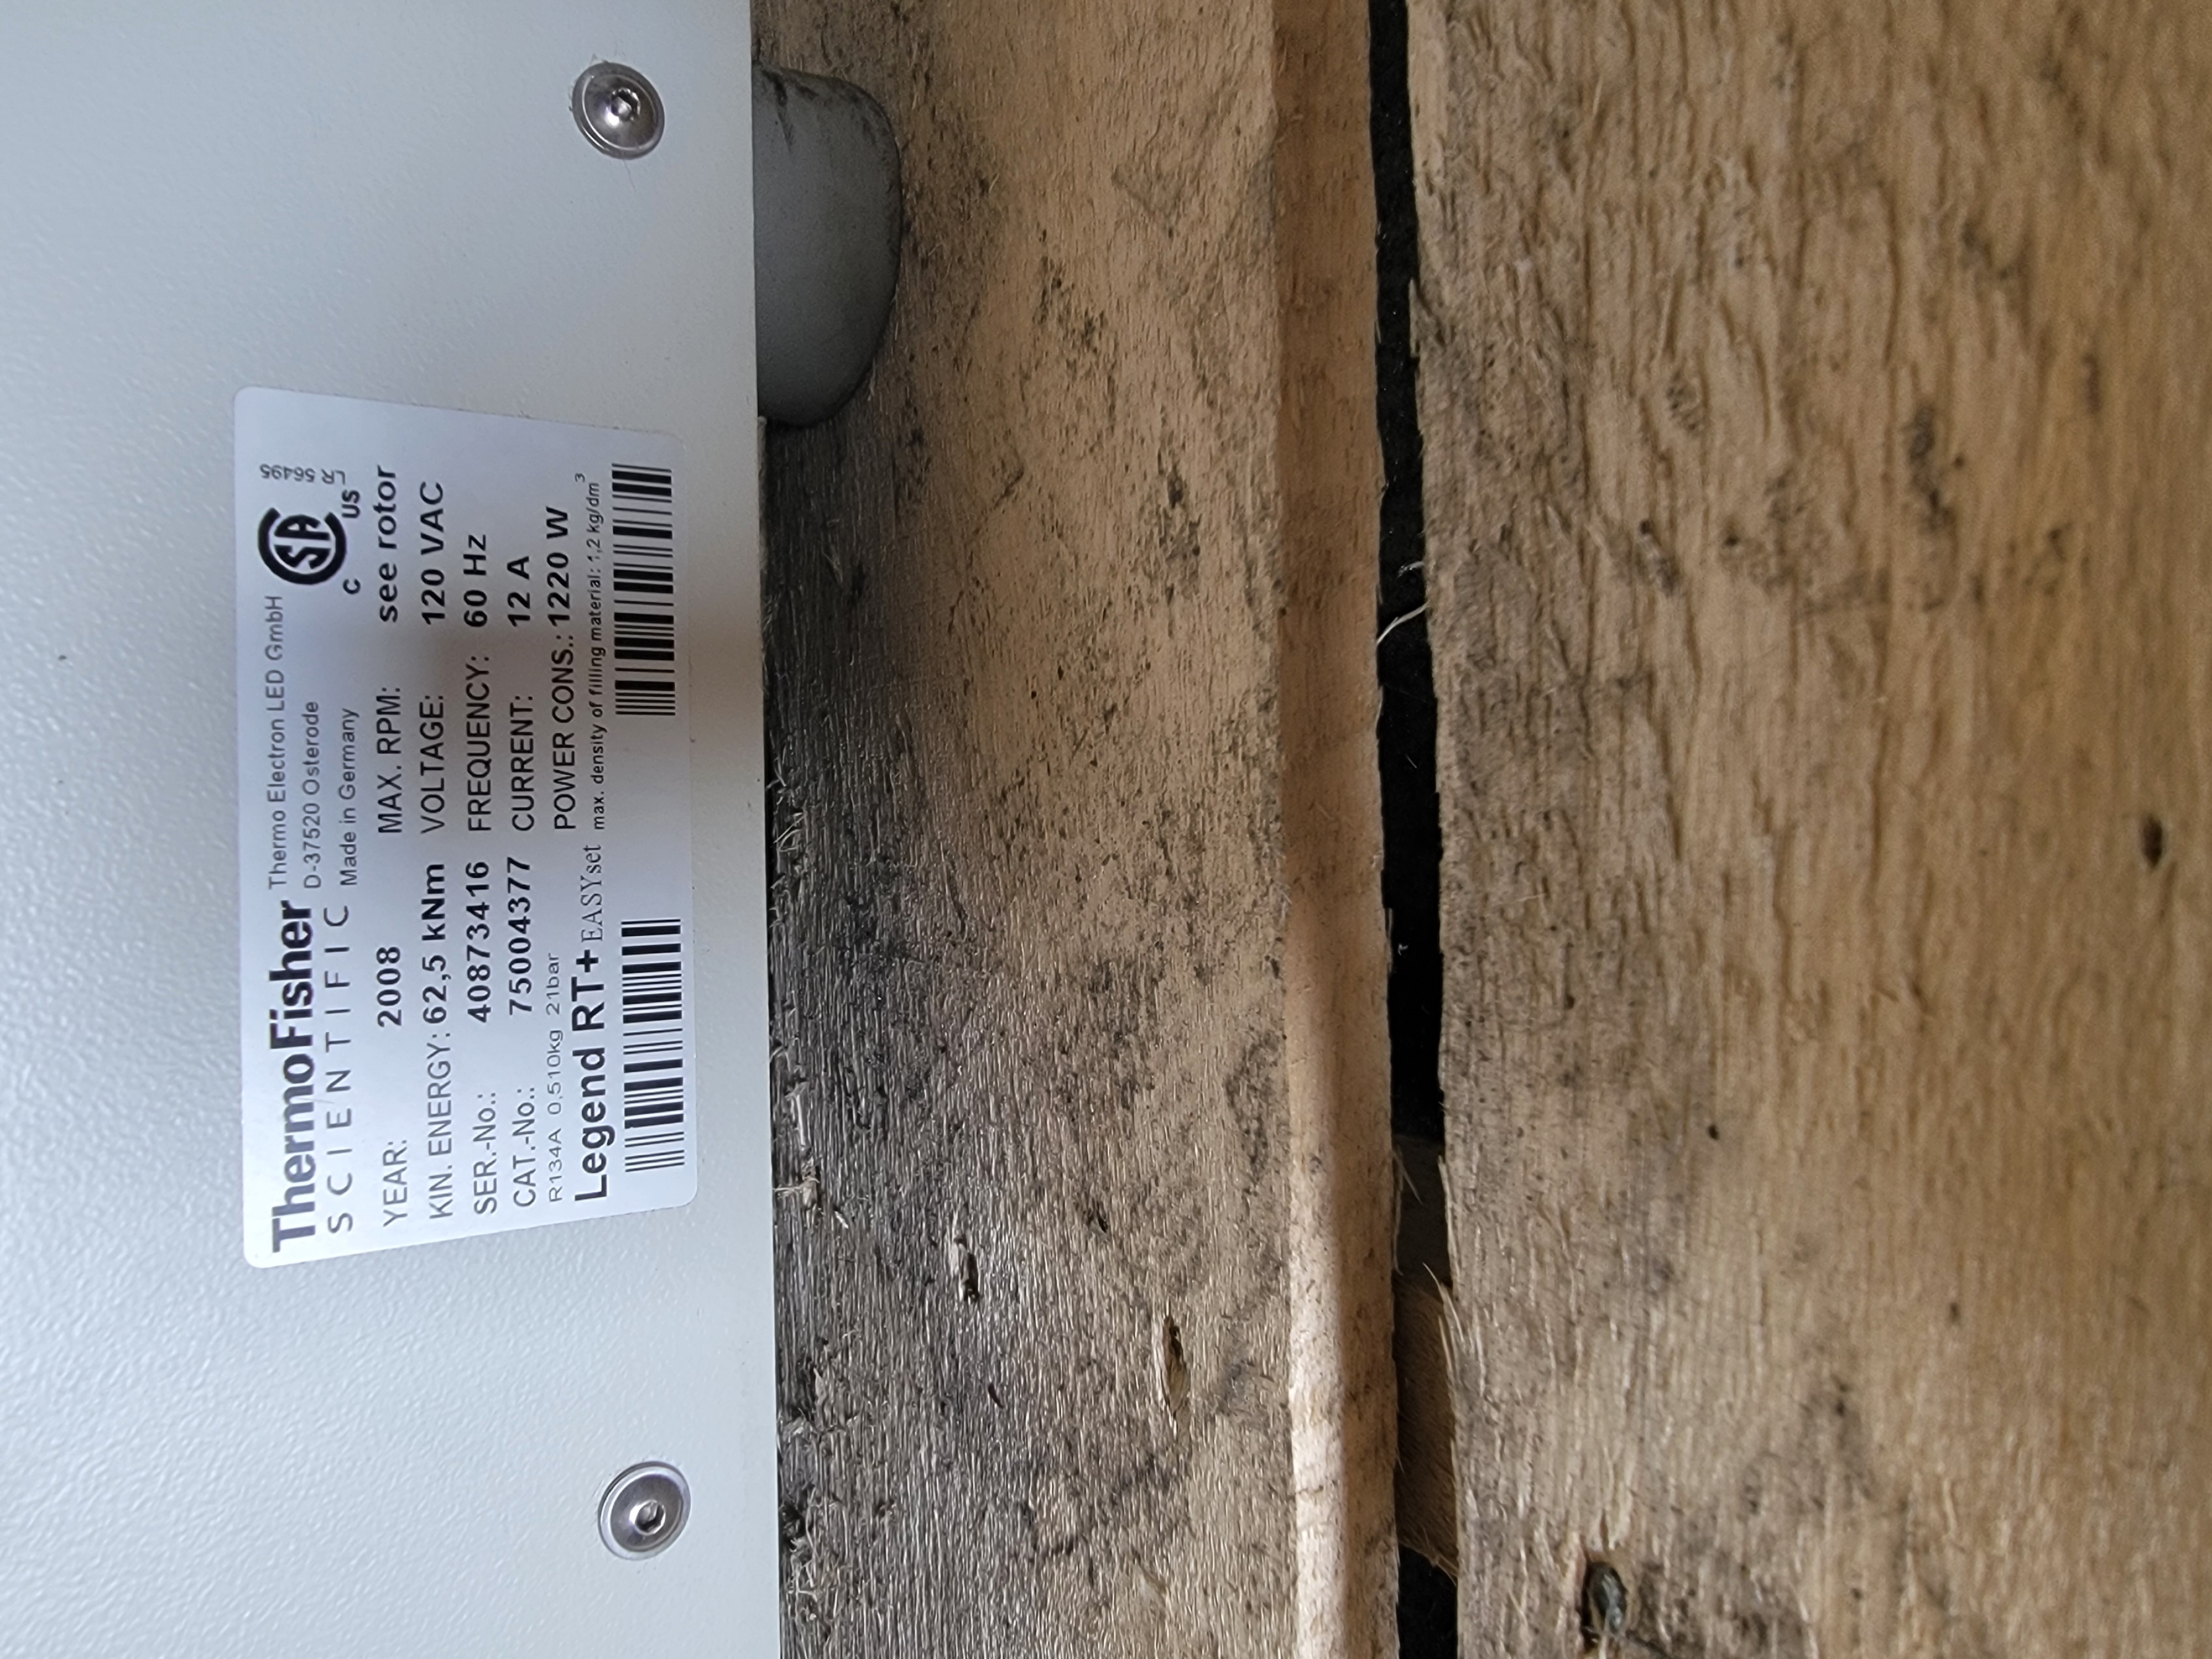 ThermoFisher Thermo Electron LED GmbH
SCIENTIFIC D-37520 Osterode
Made in Germany
CSA
C US
LR 56495
YEAR: 2008 MAX. RPM: see rotor
KIN. ENERGY: 62,5 kNm VOLTAGE: 120 VAC
SER.-No.: 40873416 FREQUENCY: 60 Hz
CAT.-No.: 75004377 CURRENT: 12 A
R134A 0,510kg 21bar POWER CONS.: 1220 W
Legend RT+ EASYset max. density of filling material: 1,2 kg/dm³